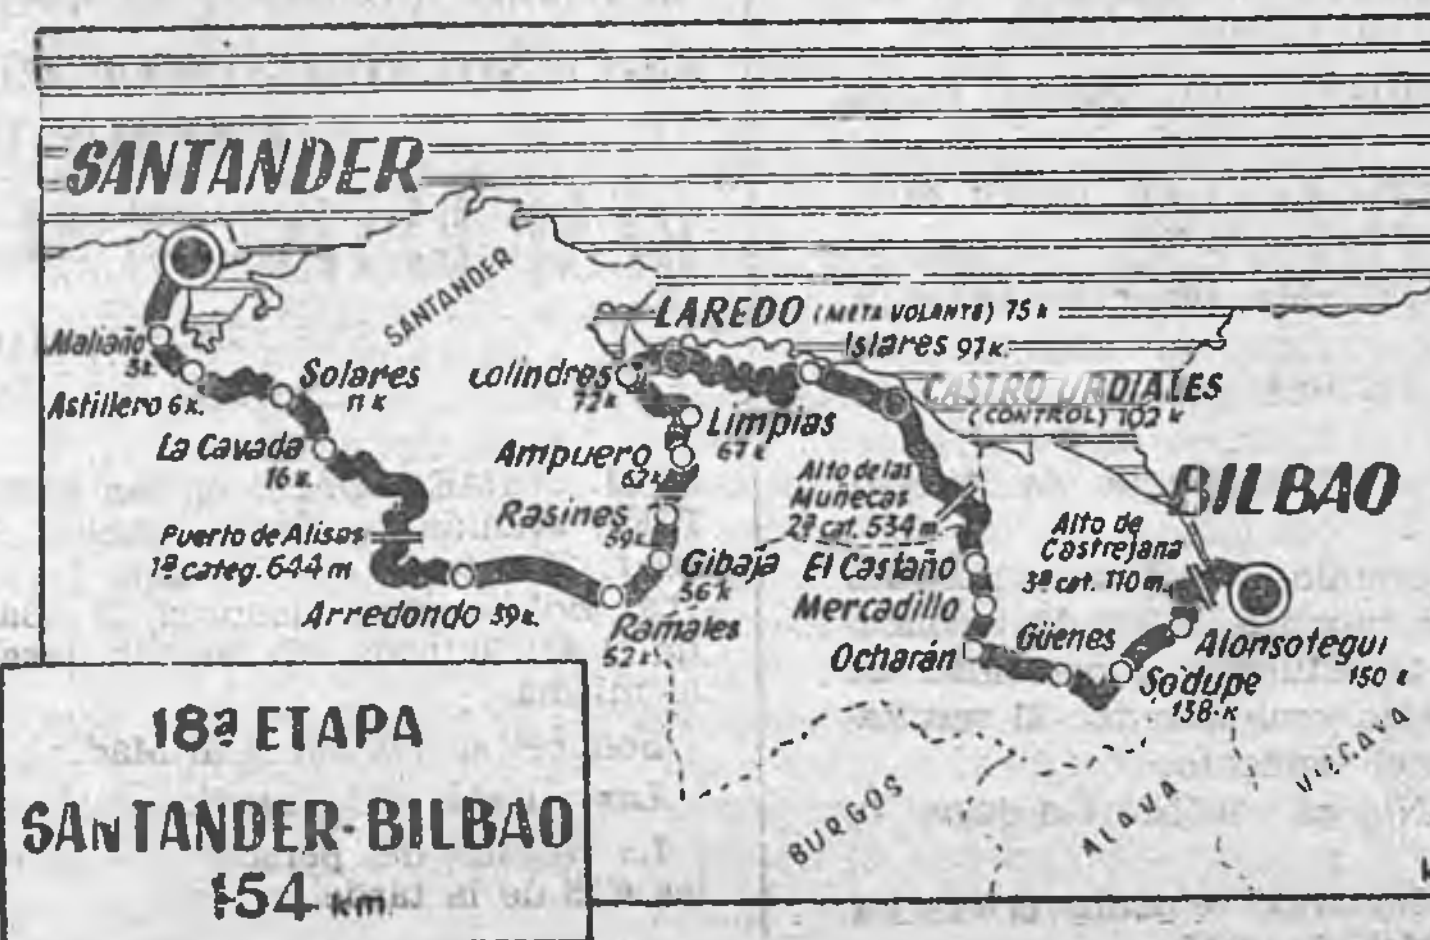 SANTANDER
SANTANDER
Maliaño
3 k.
Astillero 6 k.
Solares
11 k
La Cavada
16 k.
Puerto de Alisas
1ª categ. 644 m
Arredondo 39 k.
Ramales
52 k
Gibaja
56 k
Rasines
59 k
Ampuero
62 k
Limpias
67 k
Colindres
72 k
LAREDO (META VOLANTE) 75 k
Islares 97 k.
CASTRO URDIALES
(CONTROL) 102 k
Alto de las
Muñecas
2ª cat. 534 m
El Castaño
Mercadillo
Ocharán
Güenes
Sodupe
138 k
Alonsotegui
150 k
Alto de
Castrejana
3ª cat. 110 m.
BILBAO
BURGOS
ALAVA
VIZCAYA
18ª ETAPA
SANTANDER-BILBAO
154 km